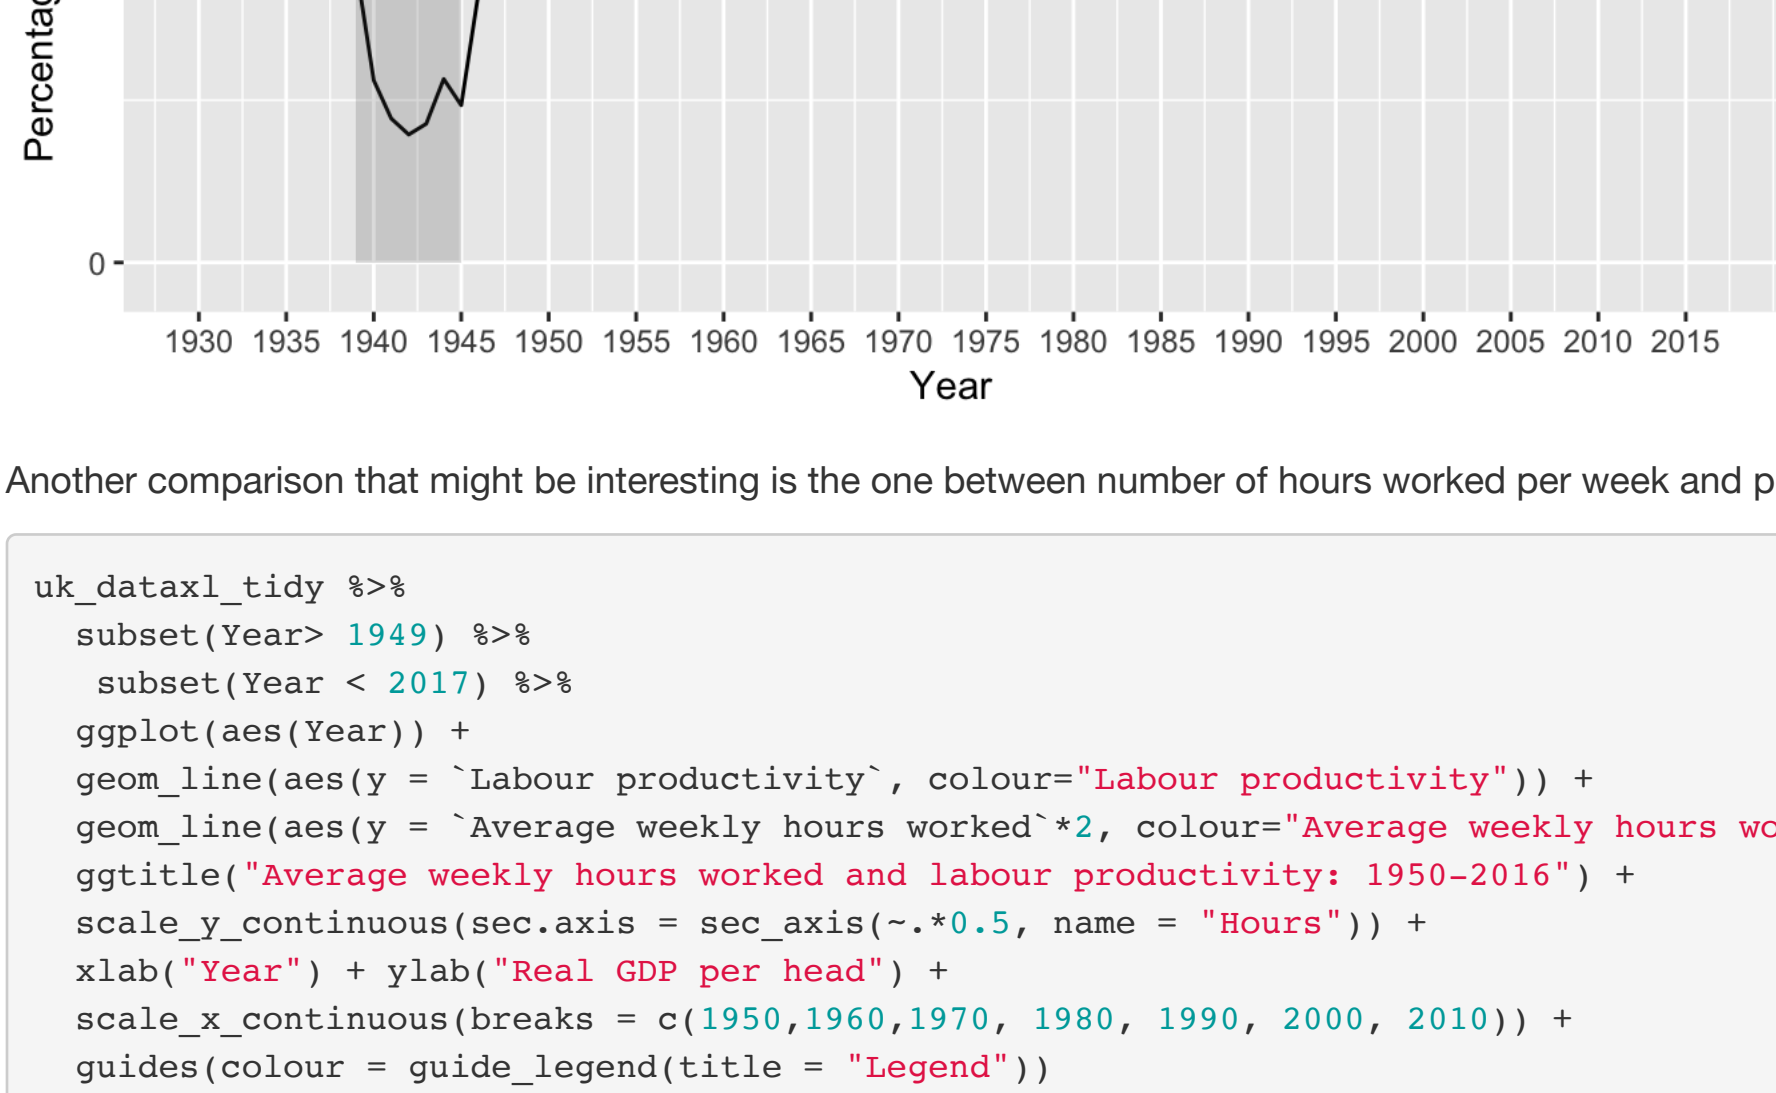 Percentag
0
1930 1935 1940 1945 1950 1955 1960 1965 1970 1975 1980 1985 1990 1995 2000 2005 2010 2015
Year
Another comparison that might be interesting is the one between number of hours worked per week and p
uk_dataxl_tidy %>%
  subset(Year> 1949) %>%
   subset(Year < 2017) %>%
  ggplot(aes(Year)) +
  geom_line(aes(y = `Labour productivity`, colour="Labour productivity")) +
  geom_line(aes(y = `Average weekly hours worked`*2, colour="Average weekly hours wo
  ggtitle("Average weekly hours worked and labour productivity: 1950-2016") +
  scale_y_continuous(sec.axis = sec_axis(~.*0.5, name = "Hours")) +
  xlab("Year") + ylab("Real GDP per head") +
  scale_x_continuous(breaks = c(1950,1960,1970, 1980, 1990, 2000, 2010)) +
  guides(colour = guide_legend(title = "Legend"))